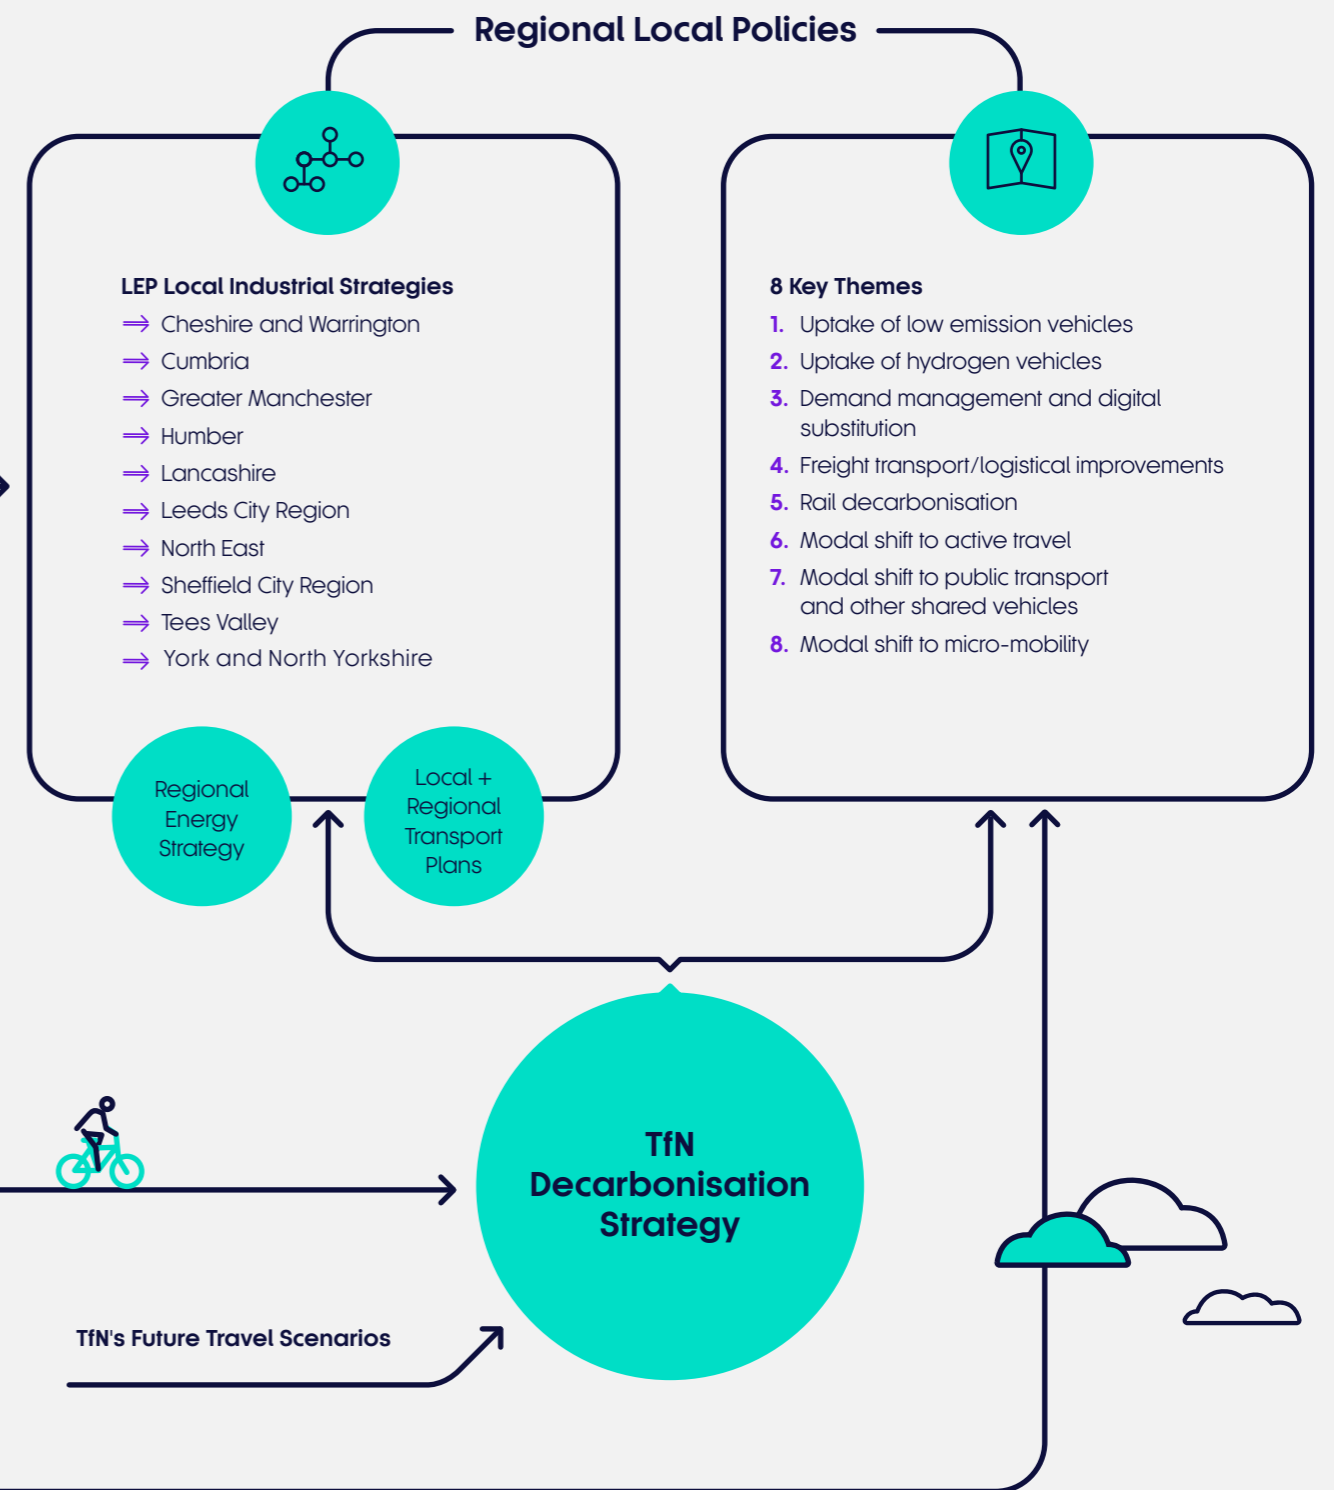 Regional Local Policies
LEP Local Industrial Strategies
Cheshire and Warrington
Cumbria
Greater Manchester
Humber
Lancashire
Leeds City Region
North East
Sheffield City Region
Tees Valley
York and North Yorkshire
Regional
Energy
Strategy
Local +
Regional
Transport
Plans
8 Key Themes
1. Uptake of low emission vehicles
2. Uptake of hydrogen vehicles
3. Demand management and digital
substitution
4. Freight transport/logistical improvements
5. Rail decarbonisation
6. Modal shift to active travel
7. Modal shift to public transport
and other shared vehicles
8. Modal shift to micro-mobility
TfN
Decarbonisation
Strategy
TfN's Future Travel Scenarios